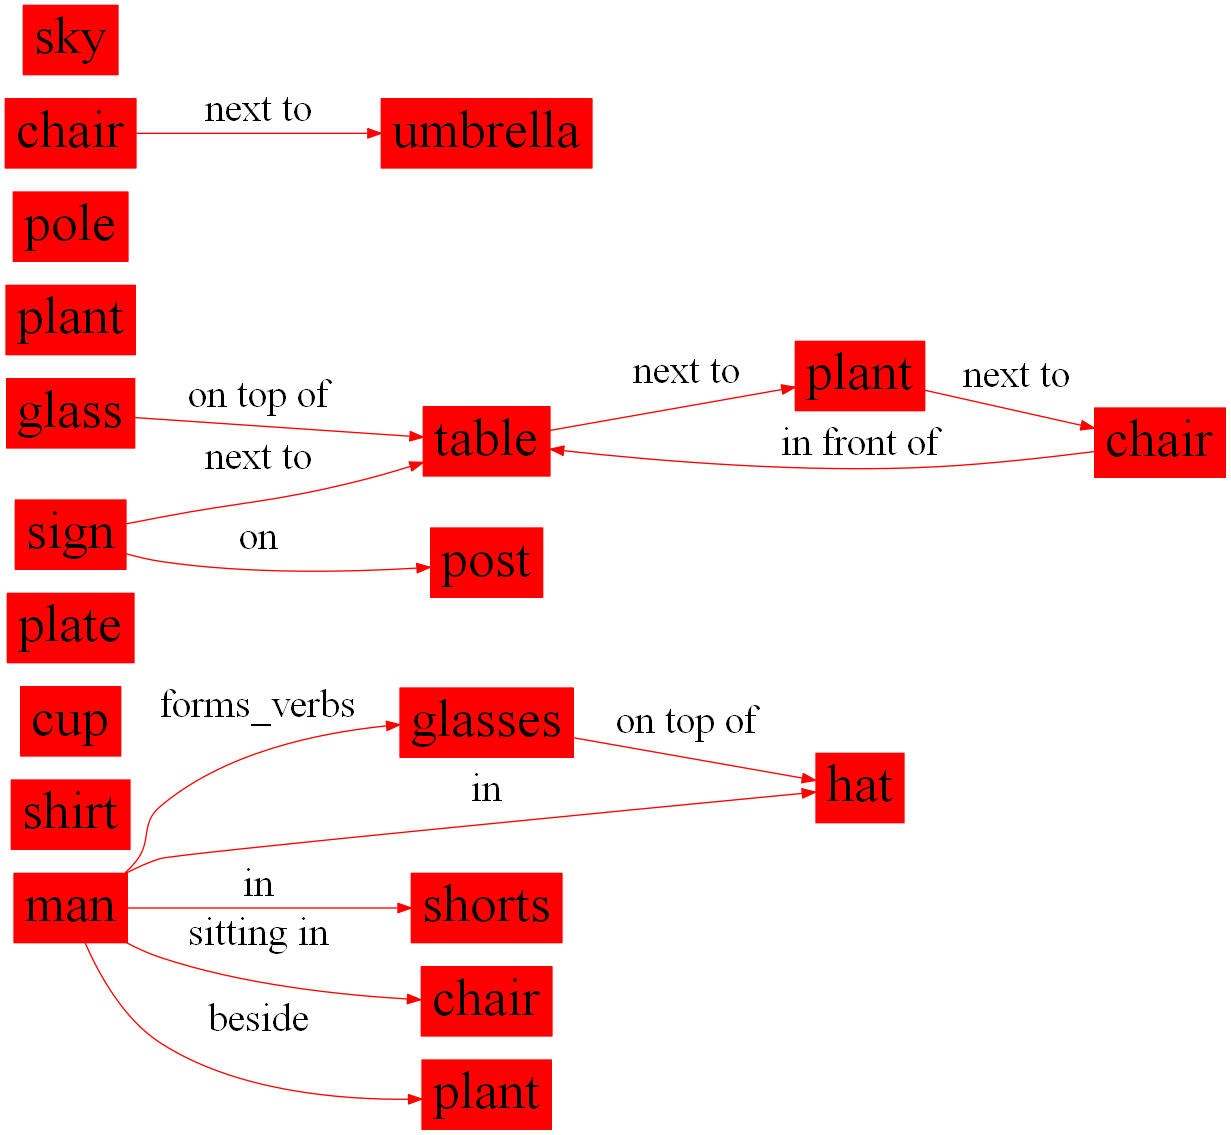 sky
chair
next to
umbrella
pole
plant
glass
on top of
table
next to
plant
next to
chair
in front of
next to
sign
on
post
plate
cup
forms_verbs
glasses
on top of
hat
in
shirt
man
in
shorts
sitting in
chair
beside
plant